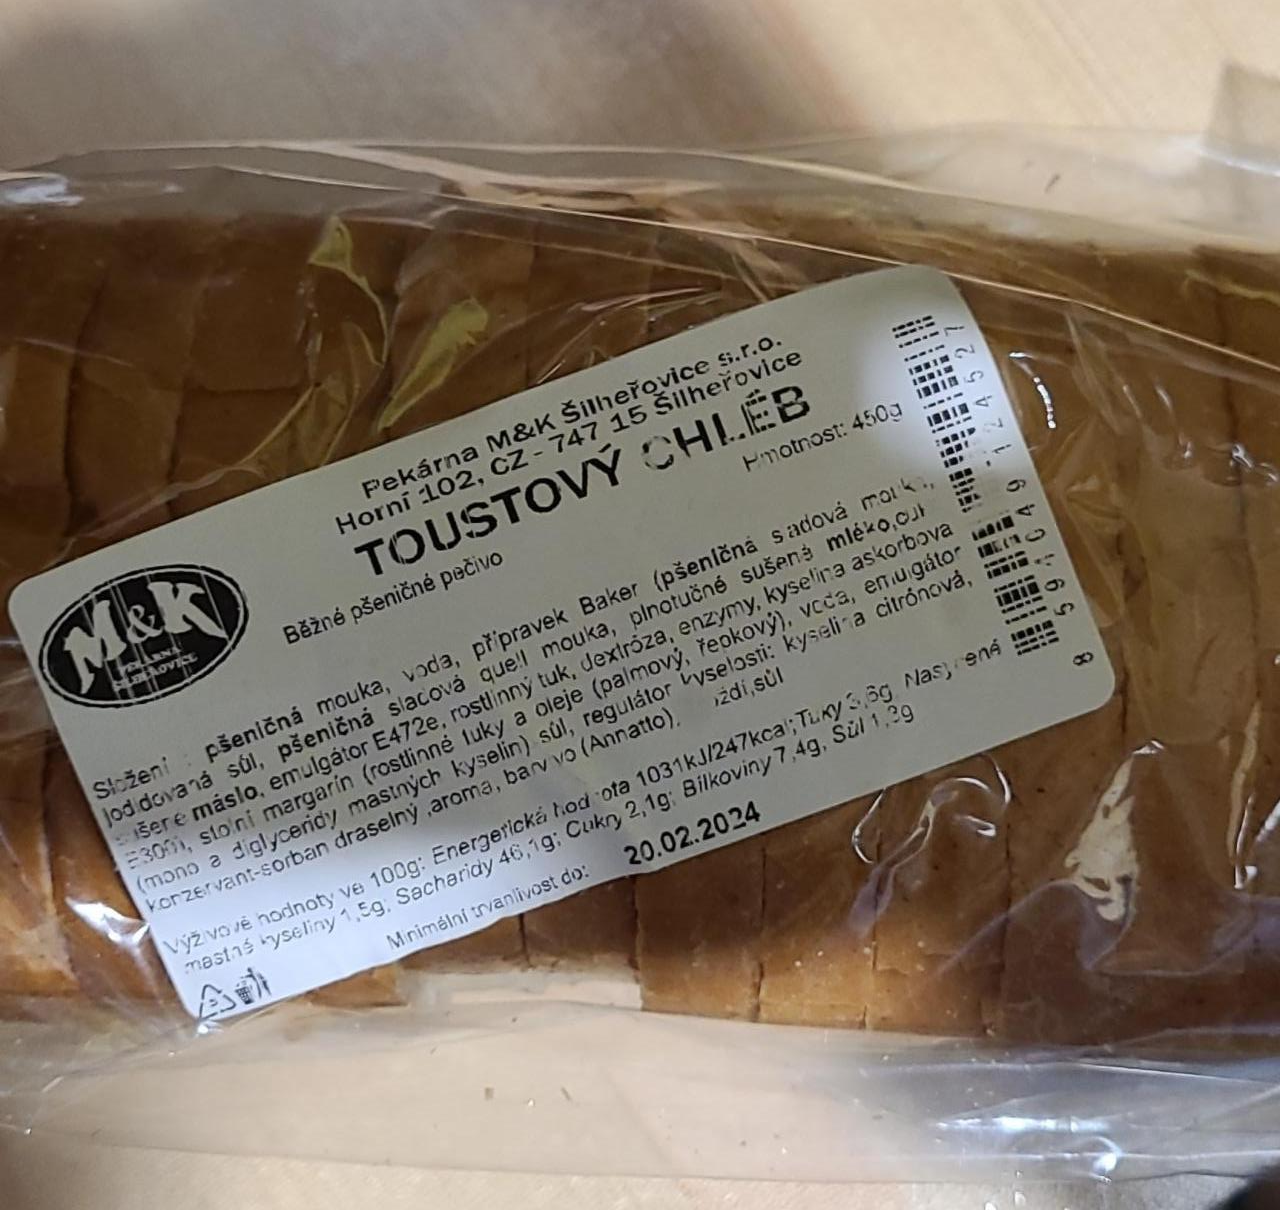 Pekárna M&K Šilheřovice s.r.o.
Horní 102, CZ - 747 15 Šilheřovice
TOUSTOVÝ CHLÉB
Hmotnost: 450g
Běžné pšeničné pečivo
M&K
PEKÁRNA
ŠILHEŘOVICE
Složení : pšeničná mouka, voda, přípravek Baker (pšeničná sladová mouka,
jodidovaná sůl, pšeničná quell mouka, plnotučné sušené mléko,
máslo, emulgátor E472e, rostlinný tuk, dextróza, enzymy, kyselina askorbova
E300), stolní margarín (rostlinné tuky a oleje (palmový, řepkový), voda, emulgátor
(mono a diglyceridy mastných kyselin) sůl, regulátor kyselosti: kyselina citrónová,
konzervant-sorban draselný ,aroma, barvivo (Annatto), sůl
Výživové hodnoty ve 100g: Energetická hodnota 1031kJ/247kcal;Tuky 3,6g, Nasycené
mastné kyseliny 1,5g; Sacharidy 46,1g; Cukry 2,1g; Bílkoviny 7,4g, Sůl 1,3g
Minimální trvanlivost do: 20.02.2024